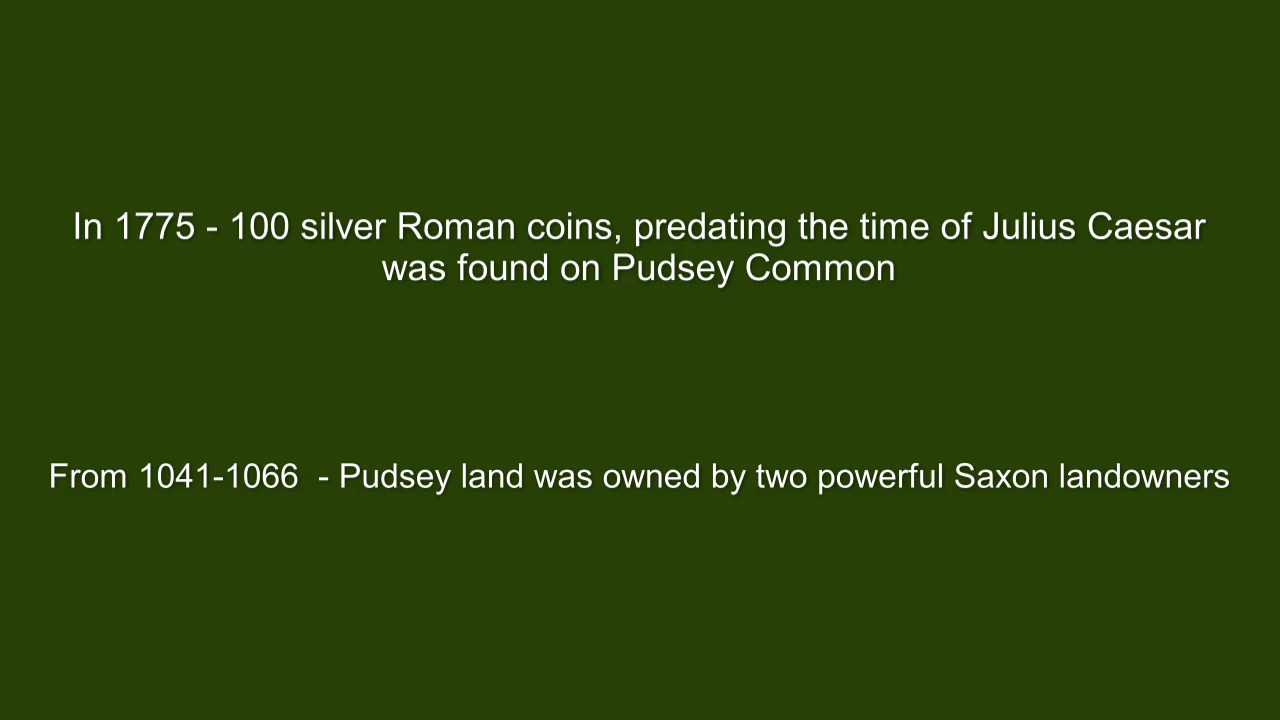 In 1775 - 100 silver Roman coins, predating the time of Julius Caesar
was found on Pudsey Common
From 1041-1066  - Pudsey land was owned by two powerful Saxon landowners